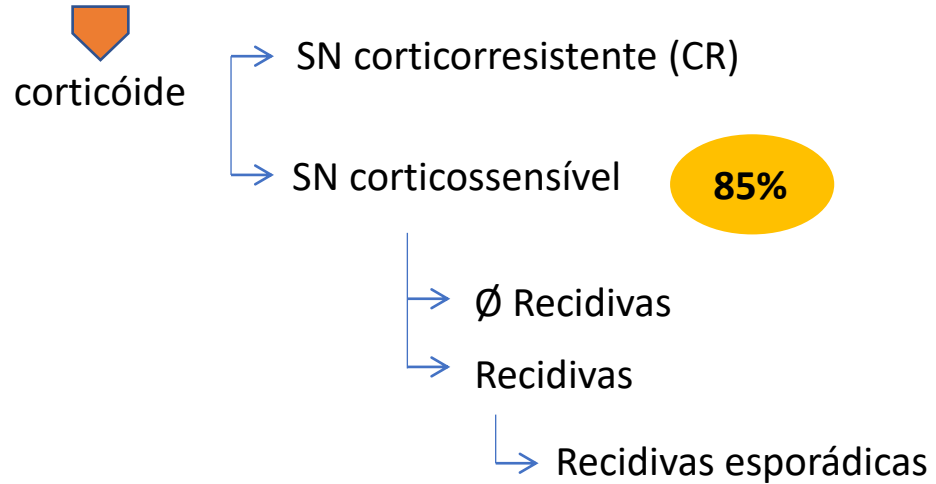 corticóide
SN corticorresistente (CR)
SN corticossensível
85%
Ø Recidivas
Recidivas
Recidivas esporádicas